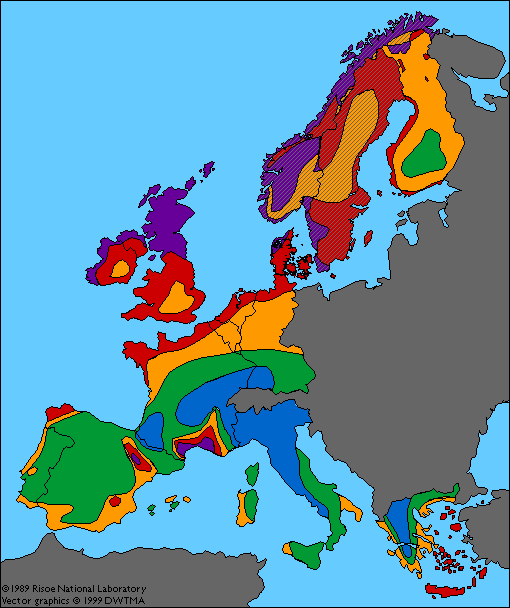 ©1989 Risoe National Laboratory
Vector graphics © 1999 DWTMA